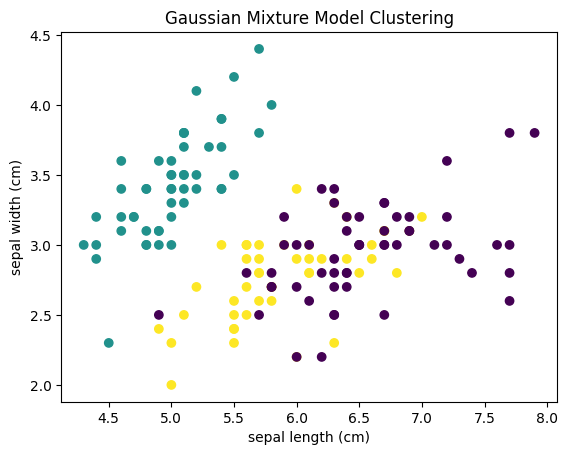 Gaussian Mixture Model Clustering
4.5
4.0
3.5
3.0
2.5
2.0
sepal width (cm)
4.5 5.0 5.5 6.0 6.5 7.0 7.5 8.0
sepal length (cm)